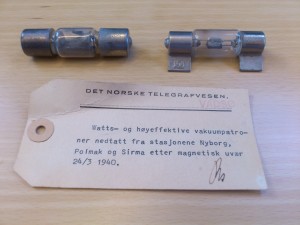 DET NORSKE TELEGRAFVESEN.
Watts- og høyeffektive vakuumpatro-
ner nedtatt fra stasjonene Nyborg,
Polmak og Sirma etter magnetisk uvær
24/3 1940.